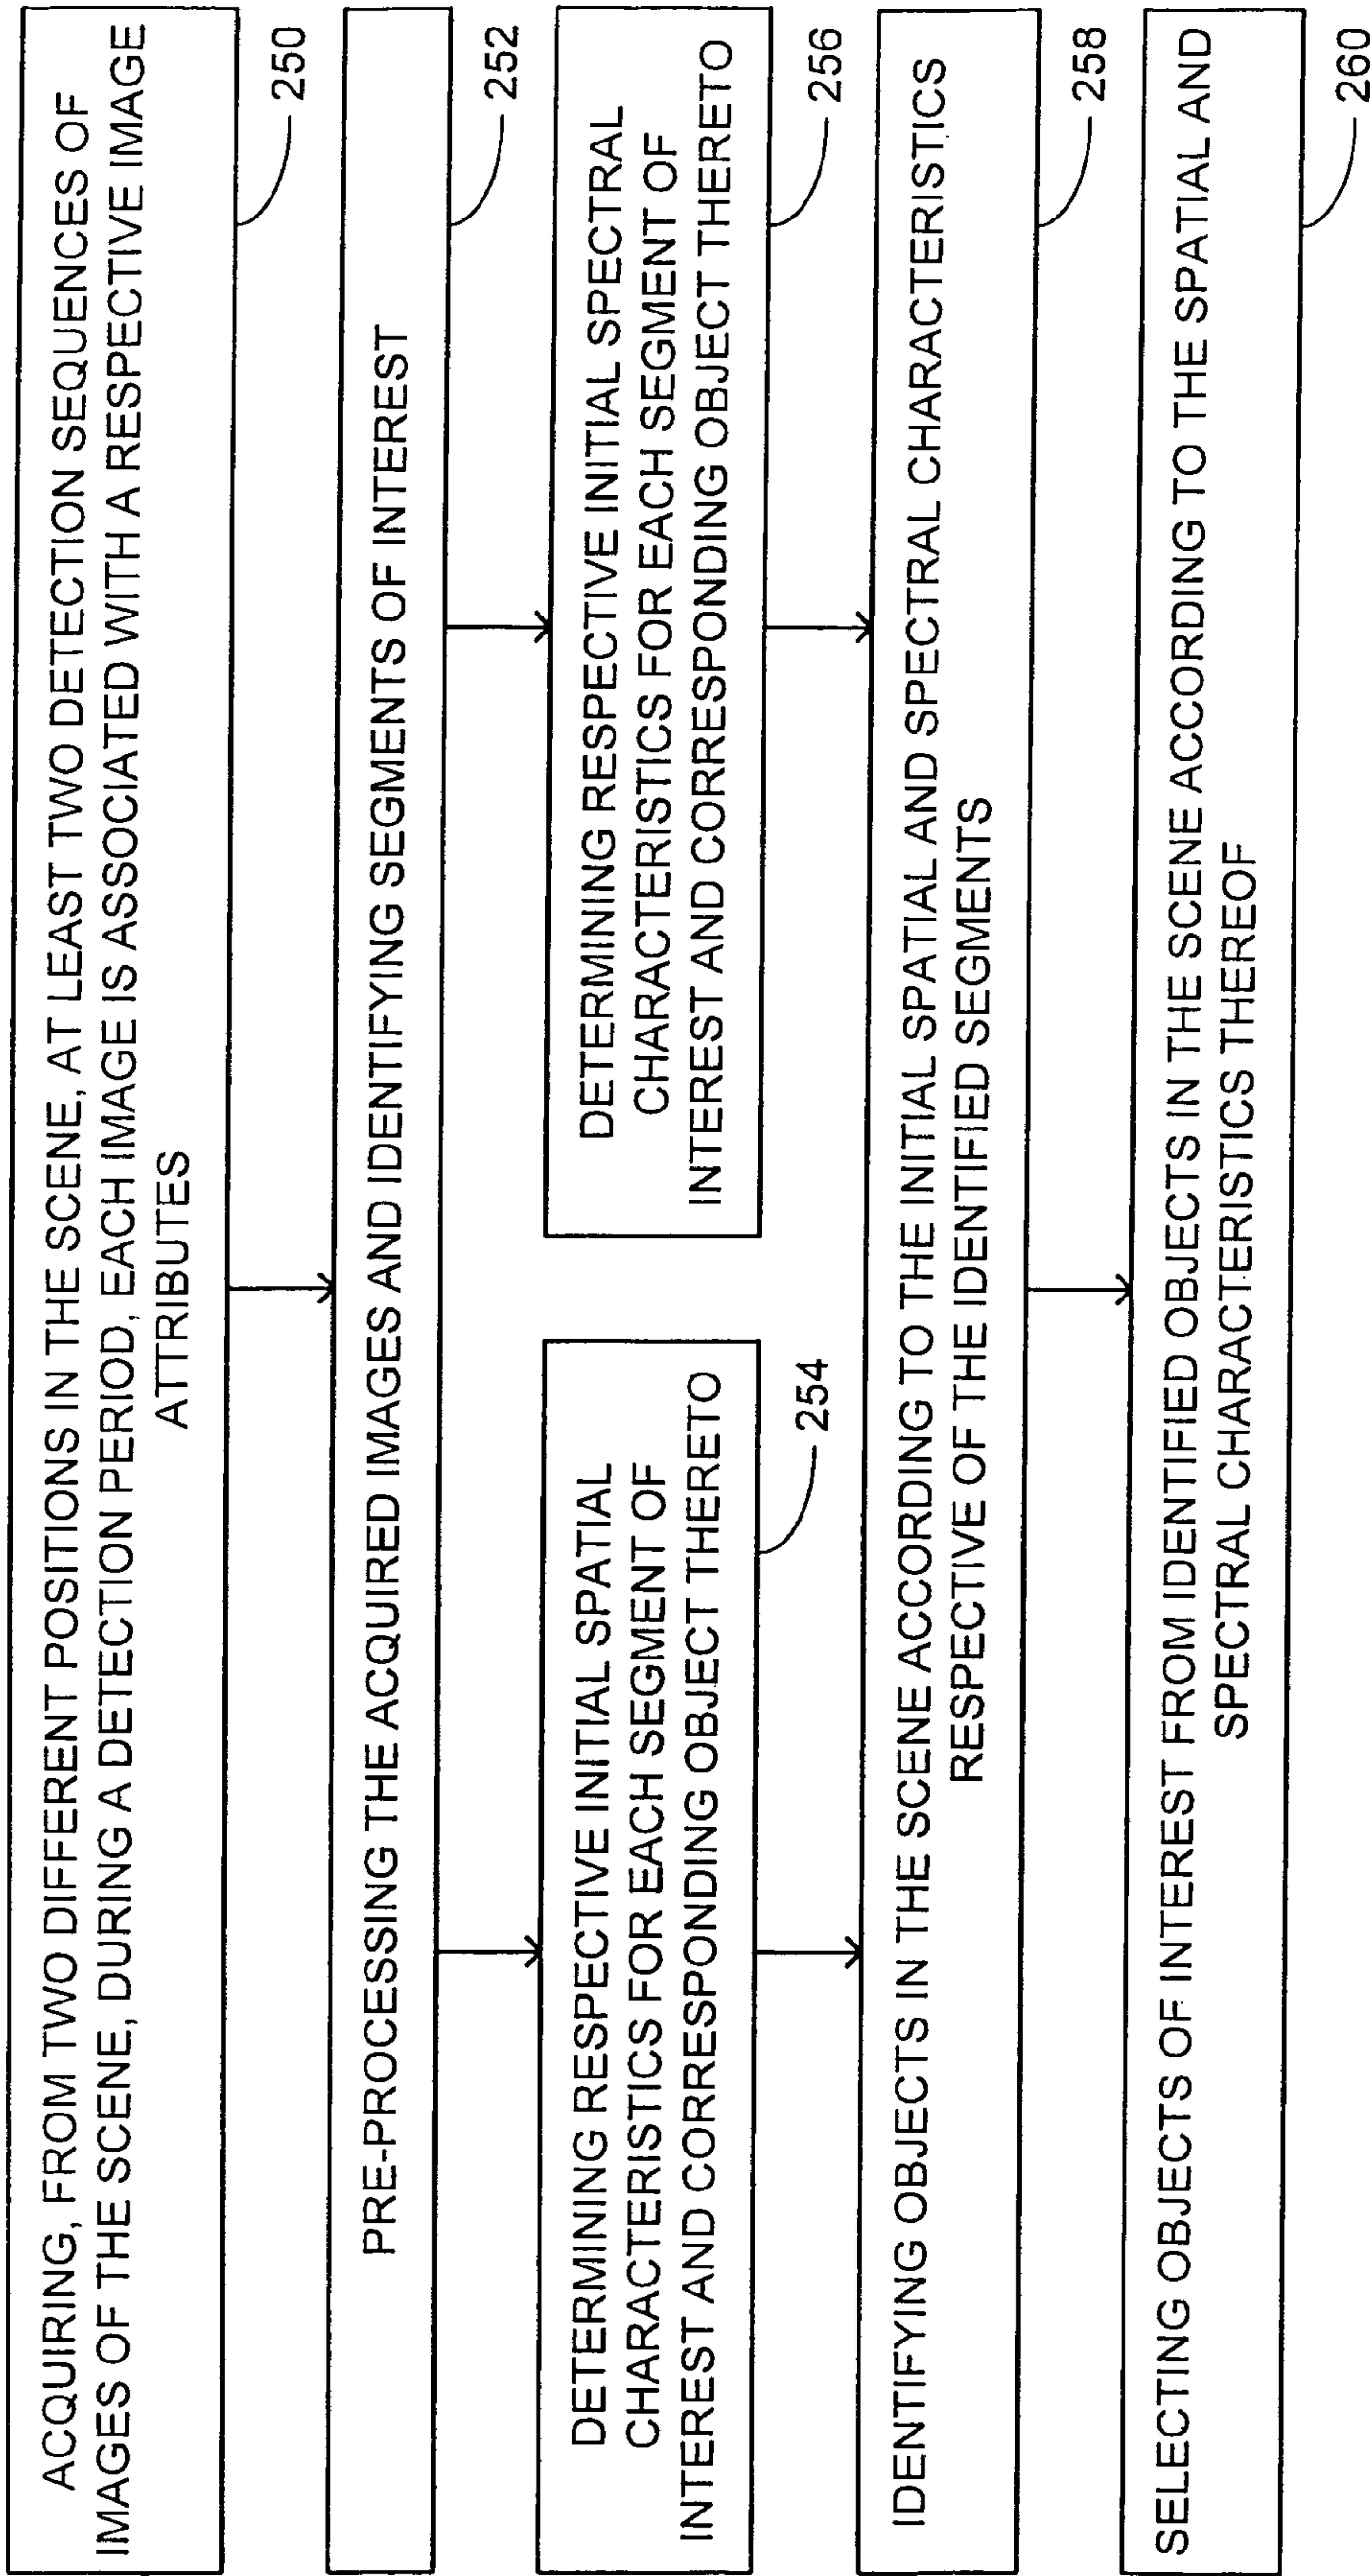 ACQUIRING, FROM TWO DIFFERENT POSITIONS IN THE SCENE, AT LEAST TWO DETECTION SEQUENCES OF
IMAGES OF THE SCENE, DURING A DETECTION PERIOD, EACH IMAGE IS ASSOCIATED WITH A RESPECTIVE IMAGE
ATTRIBUTES
250
PRE-PROCESSING THE ACQUIRED IMAGES AND IDENTIFYING SEGMENTS OF INTEREST
252
DETERMINING RESPECTIVE INITIAL SPATIAL
CHARACTERISTICS FOR EACH SEGMENT OF
INTEREST AND CORRESPONDING OBJECT THERETO
254
DETERMINING RESPECTIVE INITIAL SPECTRAL
CHARACTERISTICS FOR EACH SEGMENT OF
INTEREST AND CORRESPONDING OBJECT THERETO
256
IDENTIFYING OBJECTS IN THE SCENE ACCORDING TO THE INITIAL SPATIAL AND SPECTRAL CHARACTERISTICS
RESPECTIVE OF THE IDENTIFIED SEGMENTS
258
SELECTING OBJECTS OF INTEREST FROM IDENTIFIED OBJECTS IN THE SCENE ACCORDING TO THE SPATIAL AND
SPECTRAL CHARACTERISTICS THEREOF
260